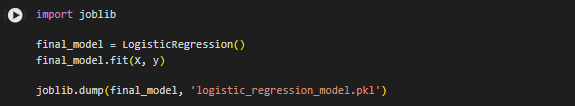 import joblib
final_model = LogisticRegression()
final_model.fit(X, y)
joblib.dump(final_model, 'logistic_regression_model.pkl')